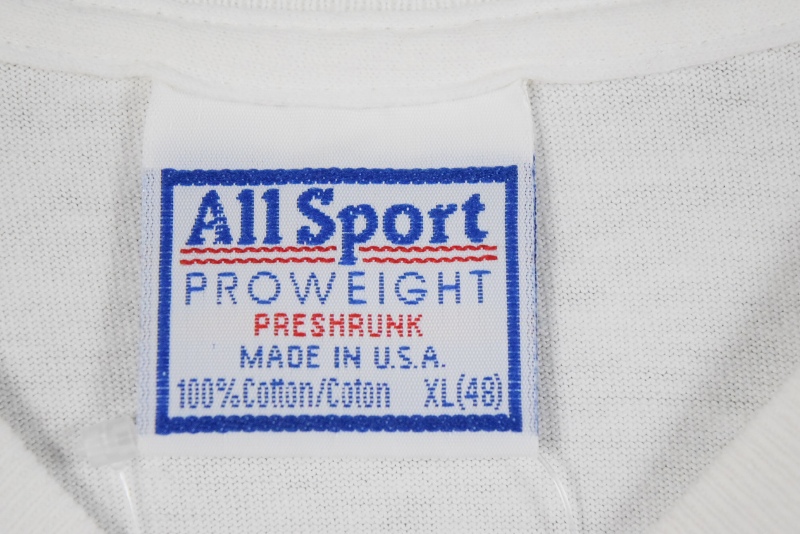 All Sport
PROWEIGHT
PRESHRUNK
MADE IN U.S.A.
100% Cotton/Coton XL(48)